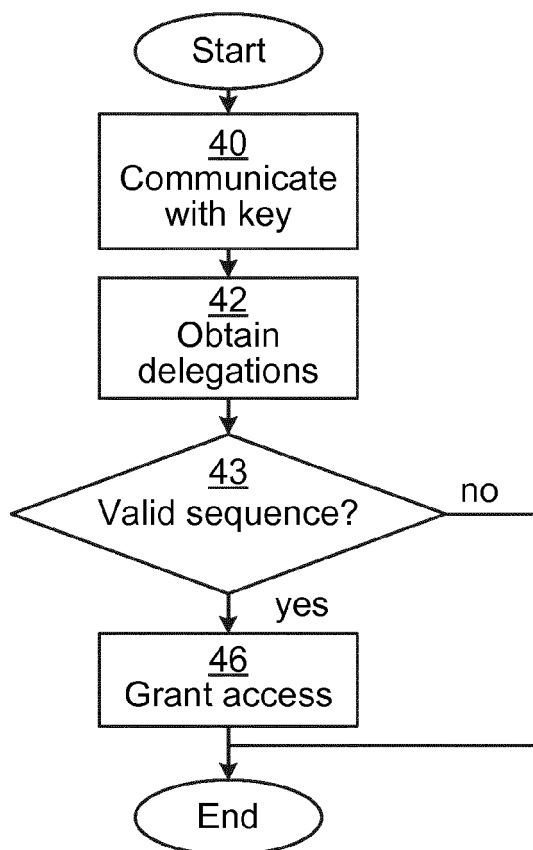 Start
40
Communicate
with key
42
Obtain
delegations
43
Valid sequence?
no
yes
46
Grant access
End